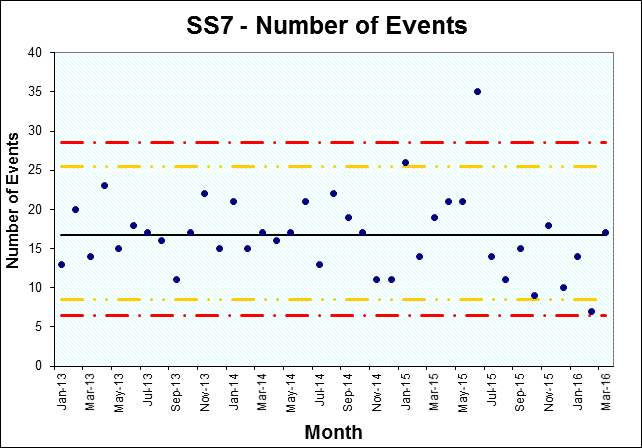 SS7 - Number of Events
Number of Events
40
35
30
25
20
15
10
5
0
Jan-13
Mar-13
May-13
Jul-13
Sep-13
Nov-13
Jan-14
Mar-14
May-14
Jul-14
Sep-14
Nov-14
Jan-15
Mar-15
May-15
Jul-15
Sep-15
Nov-15
Jan-16
Mar-16
Month